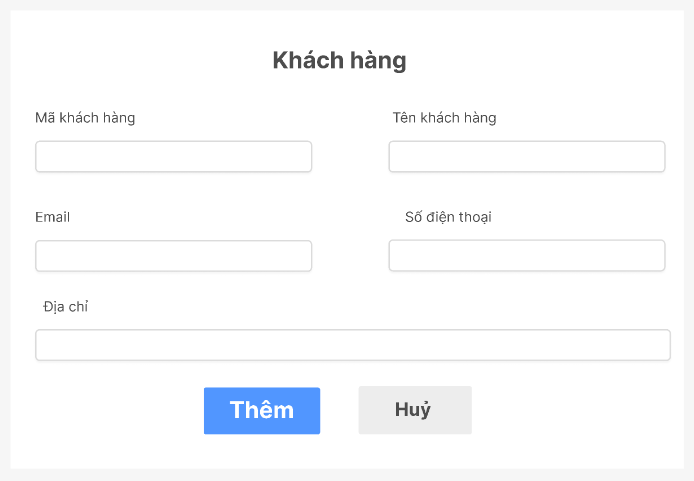 Khách hàng
Mã khách hàng
Tên khách hàng
Email
Số điện thoại
Địa chỉ
Thêm
Huỷ